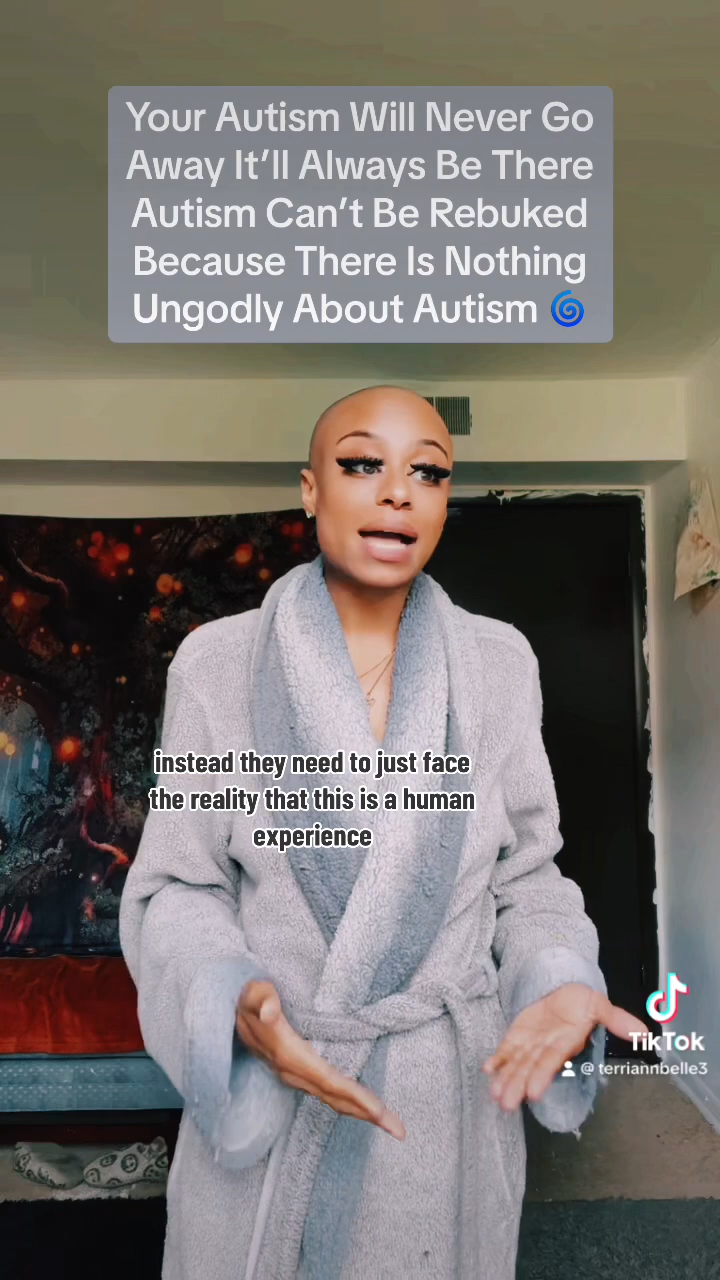 Your Autism Will Never Go
Away It’ll Always Be There
Autism Can’t Be Rebuked
Because There Is Nothing
Ungodly About Autism 🌀
instead they need to just face
the reality that this is a human
experience
TikTok
@terriannbelle3